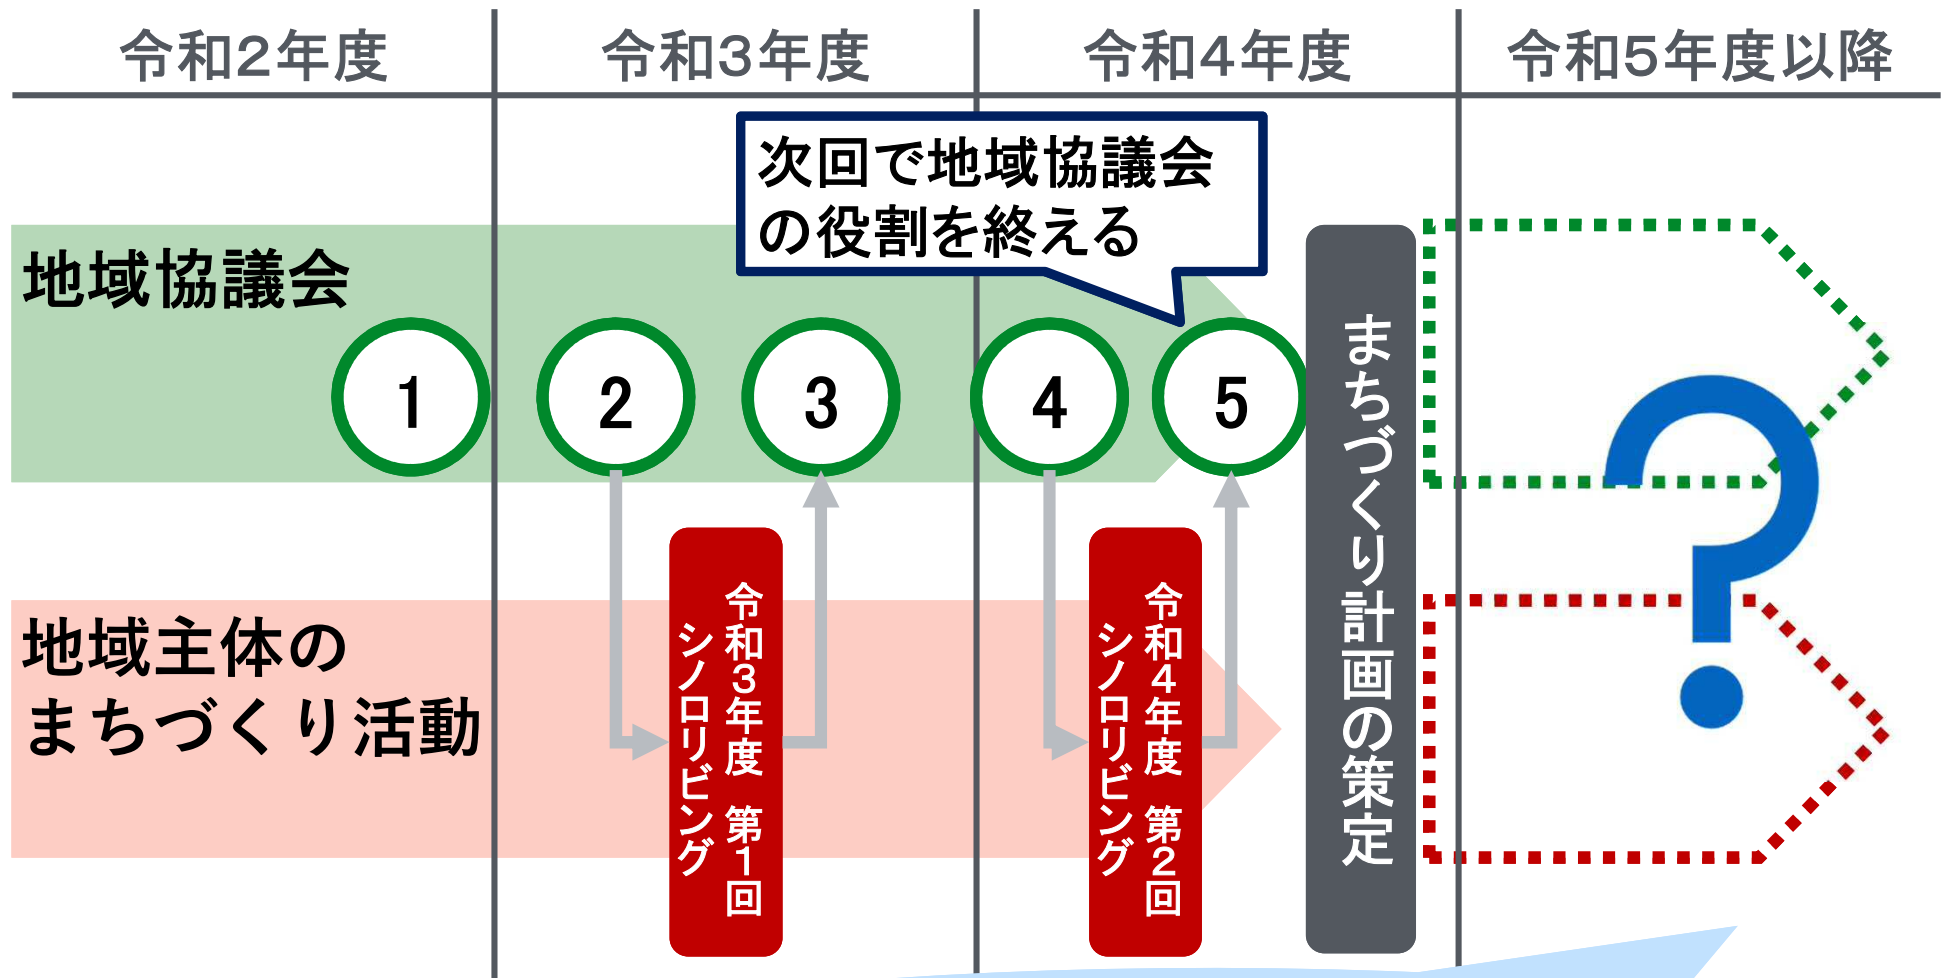 令和2年度
令和3年度
令和4年度
令和5年度以降
次回で地域協議会
の役割を終える
地域協議会
1
2
3
4
5
まちづくり計画の策定
地域主体の
まちづくり活動
令和3年度 第1回
シノロリビング
令和4年度 第2回
シノロリビング
?